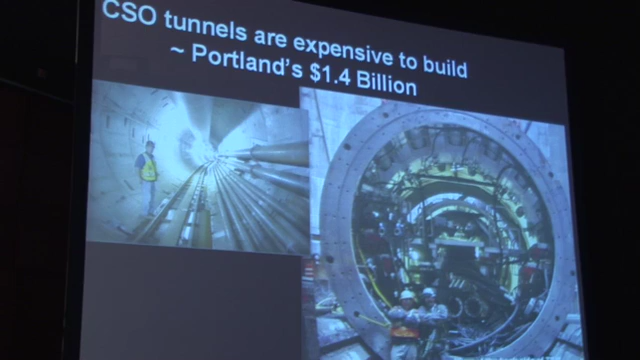 CSO tunnels are expensive to build
~ Portland's $1.4 Billion